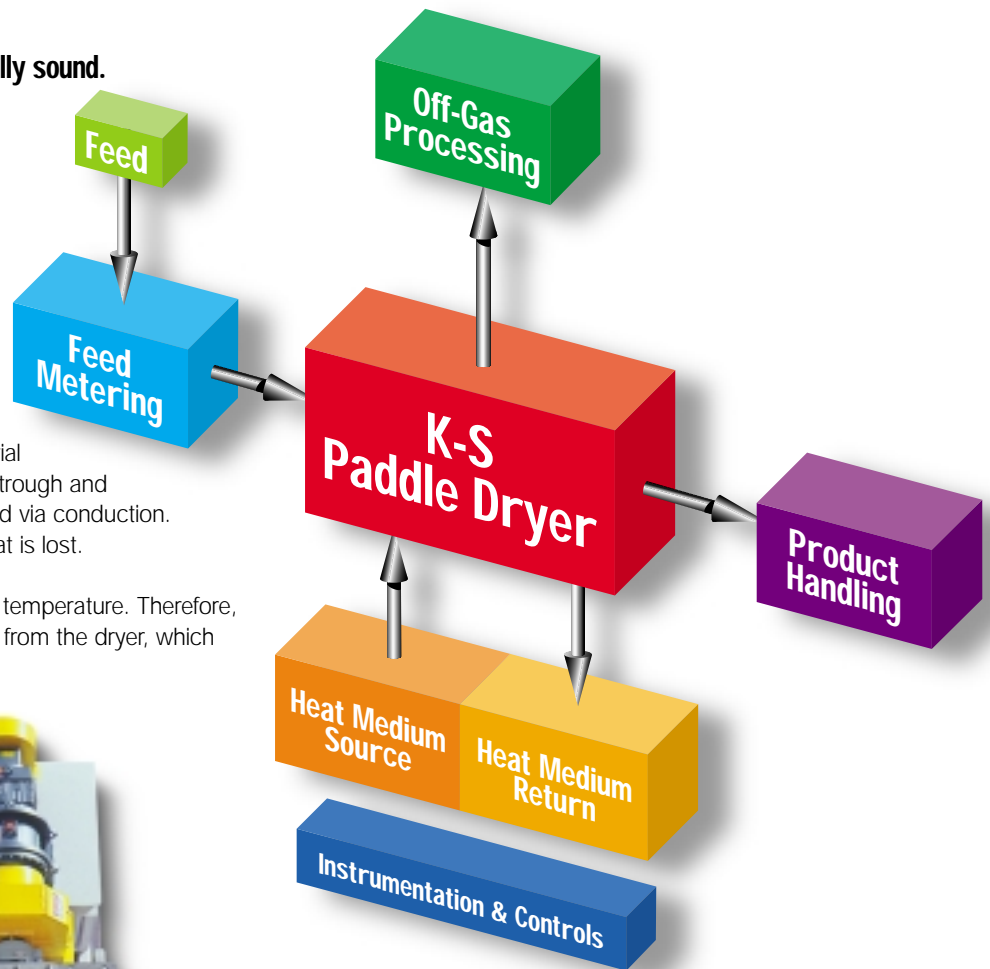 lly sound.
Feed
Off-Gas
Processing
Feed
Metering
K-S
Paddle Dryer
rial
trough and
d via conduction.
at is lost.
temperature. Therefore,
from the dryer, which
Product
Handling
Heat Medium
Source
Heat Medium
Return
Instrumentation & Controls